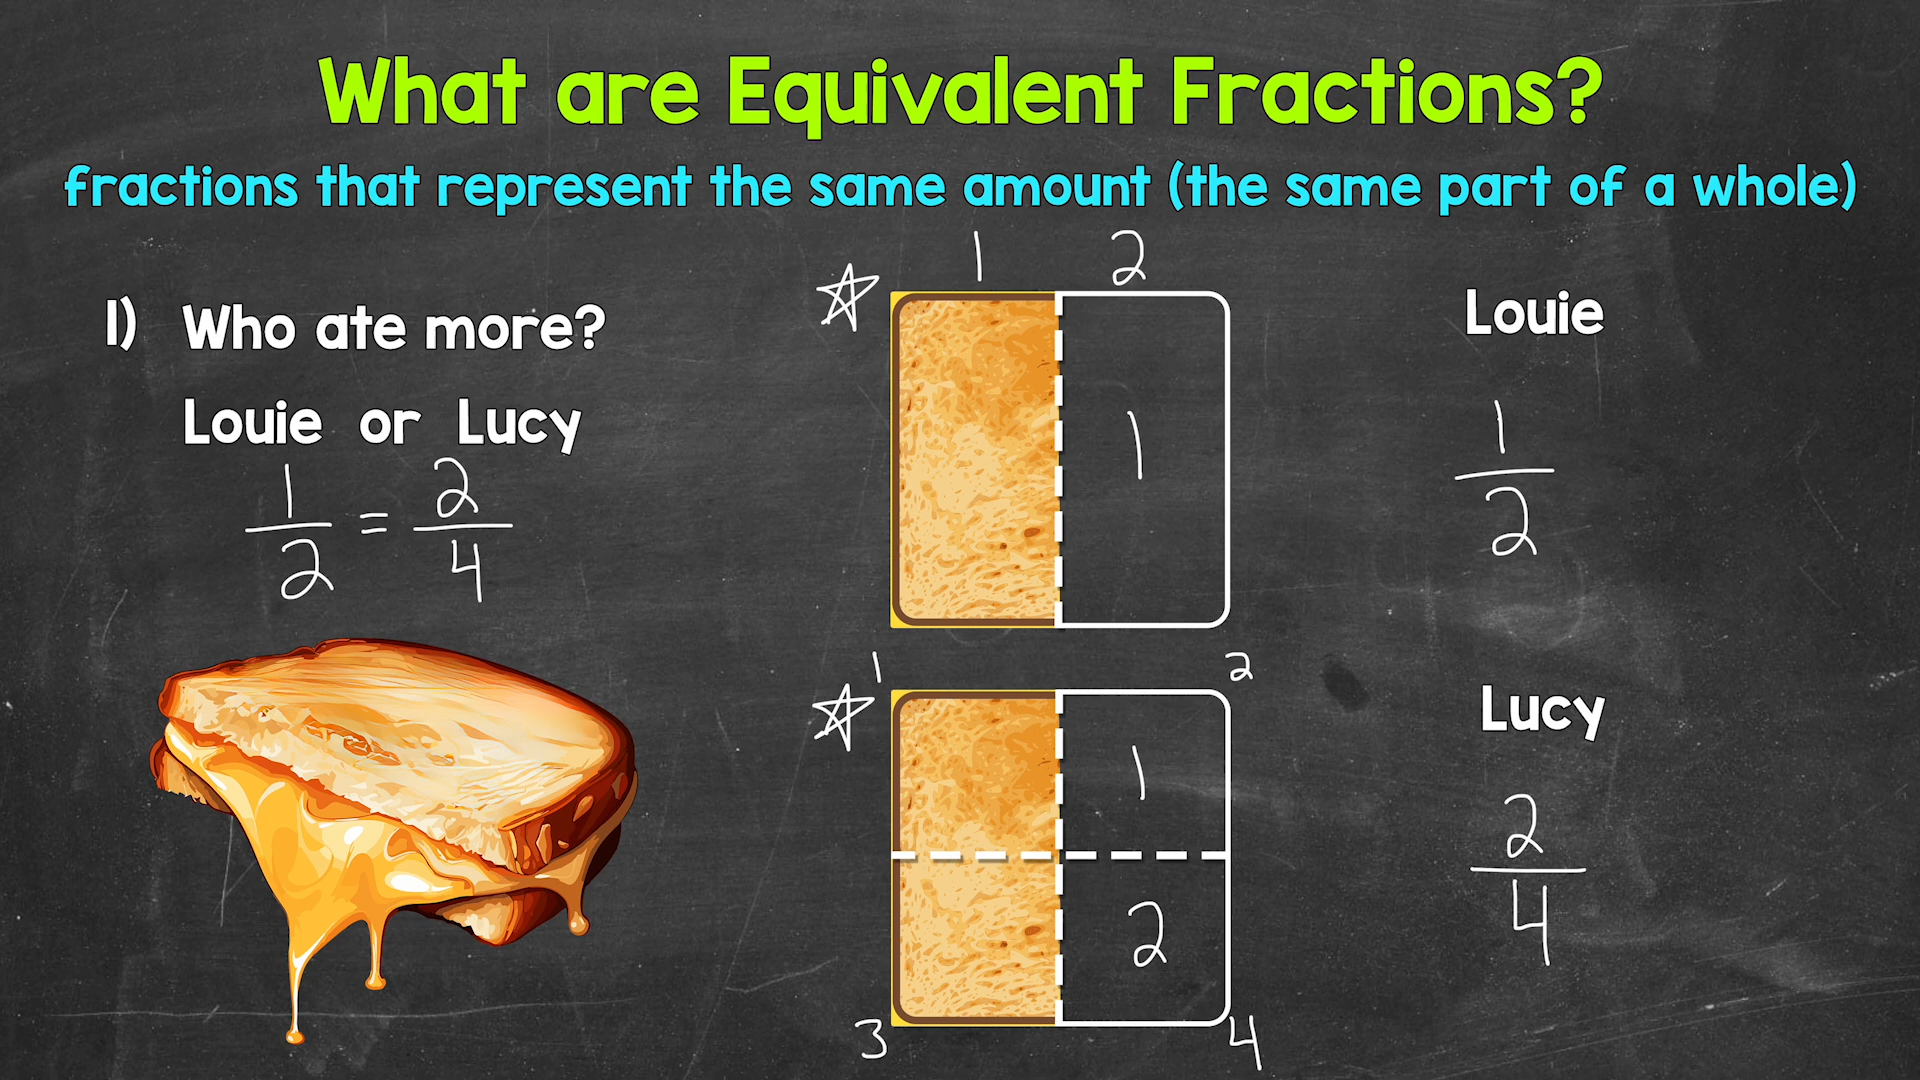 What are Equivalent Fractions?
fractions that represent the same amount (the same part of a whole)
1) Who ate more?
Louie or Lucy
1/2 = 2/4
1 2
1
Louie
1/2
1 2
1
2
3 4
Lucy
2/4